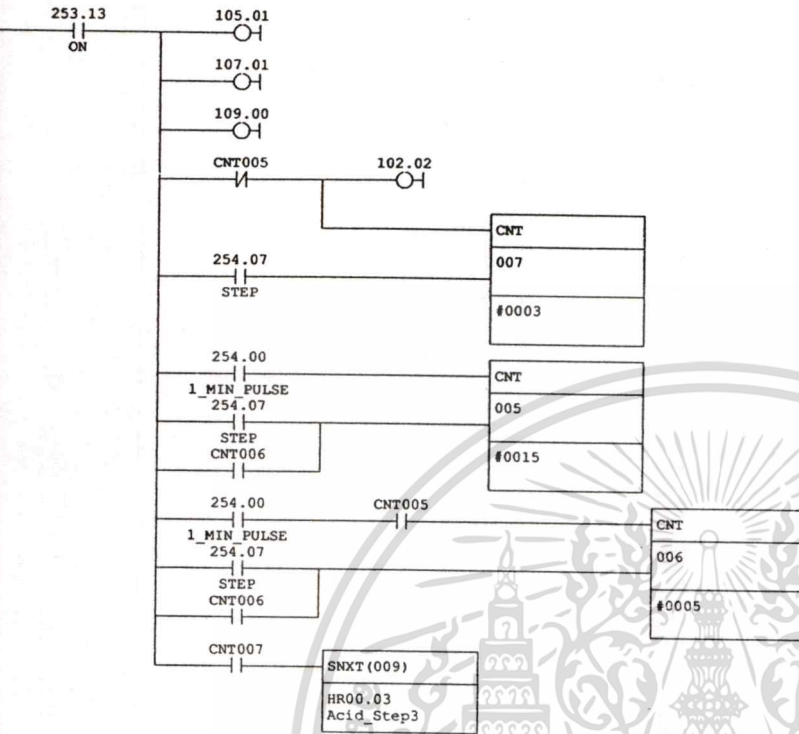 253.13 105.01
ON
107.01
109.00
CNT005 102.02
CNT
254.07 007
STEP
#0003
254.00
CNT
1_MIN_PULSE
254.07 005
STEP
CNT006 #0015
254.00 CNT005
CNT
1_MIN_PULSE
254.07 006
STEP
CNT006 #0005
CNT007
SNXT(009)
HR00.03
Acid_Step3